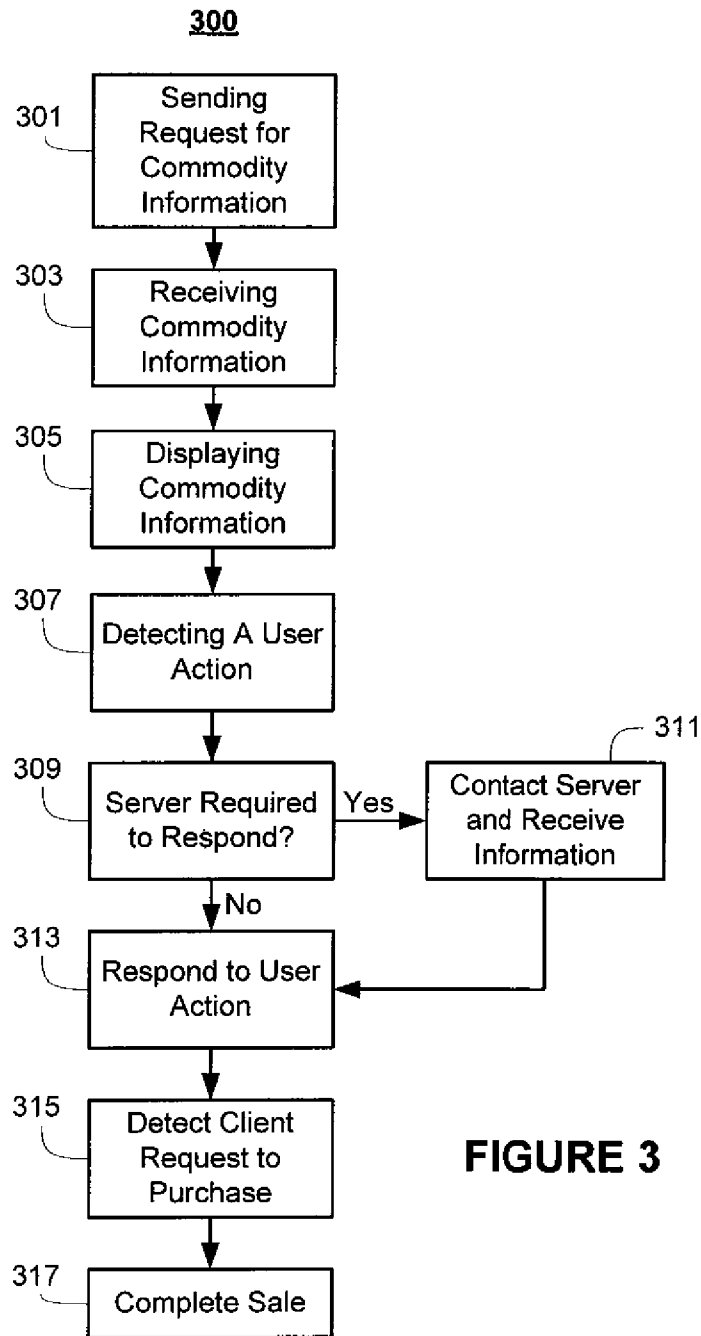 300
301
Sending
Request for
Commodity
Information
303
Receiving
Commodity
Information
305
Displaying
Commodity
Information
307
Detecting A User
Action
309
Server Required
to Respond?
Yes
311
Contact Server
and Receive
Information
No
313
Respond to User
Action
315
Detect Client
Request to
Purchase
FIGURE 3
317
Complete Sale